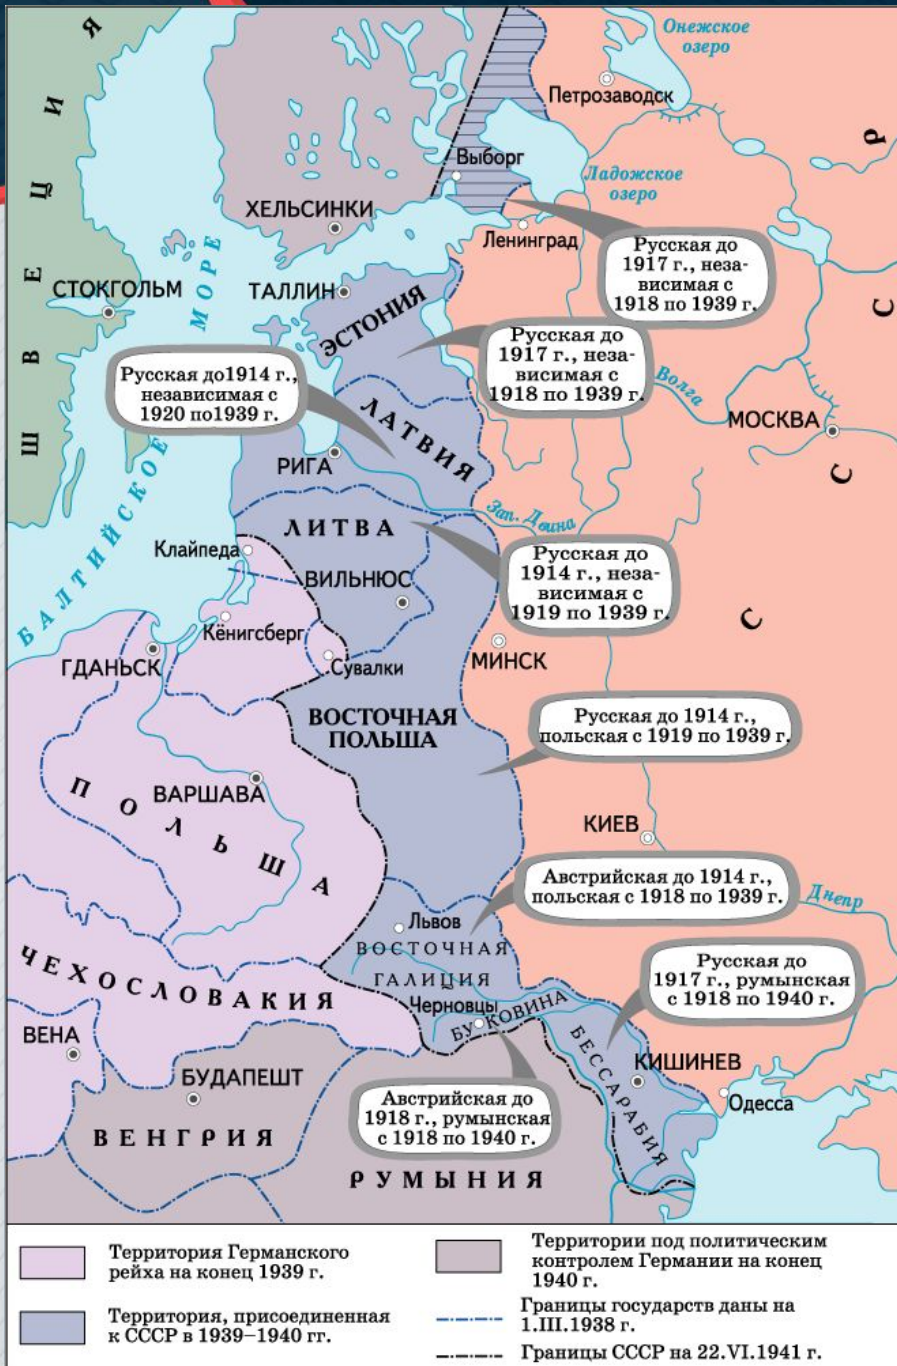 Онежское
озеро
Петрозаводск
ШВЕЦИЯ
СССР
Выборг
Ладожское
озеро
ХЕЛЬСИНКИ
Ленинград
Русская до
1917 г., неза-
висимая с
1918 по 1939 г.
СТОКГОЛЬМ
БАЛТИЙСКОЕ МОРЕ
ТАЛЛИН
ЭСТОНИЯ
Русская до
1917 г., неза-
висимая с
1918 по 1939 г.
Русская до1914 г.,
независимая с
1920 по1939 г.
Волга
ЛАТВИЯ
МОСКВА
РИГА
Зап. Двина
ЛИТВА
Клайпеда
Русская до
1914 г., неза-
висимая с
1919 по 1939 г.
ВИЛЬНЮС
Кёнигсберг
ГДАНЬСК
Сувалки
МИНСК
ВОСТОЧНАЯ
ПОЛЬША
Русская до 1914 г.,
польская с 1919 по 1939 г.
ВАРШАВА
ПОЛЬША
КИЕВ
Австрийская до 1914 г.,
польская с 1918 по 1939 г.
Днепр
Львов
ВОСТОЧНАЯ
ГАЛИЦИЯ
ЧЕХОСЛОВАКИЯ
Русская до
1917 г., румынская
с 1918 по 1940 г.
Черновцы
БУКОВИНА
ВЕНА
БЕССАРАБИЯ
КИШИНЕВ
БУДАПЕШТ
Одесса
Австрийская до
1918 г., румынская
с 1918 по 1940 г.
ВЕНГРИЯ
РУМЫНИЯ
Территория Германского
рейха на конец 1939 г.
Территория, присоединенная
к СССР в 1939–1940 гг.
Территории под политическим
контролем Германии на конец
1940 г.
Границы государств даны на
1.III.1938 г.
Границы СССР на 22.VI.1941 г.